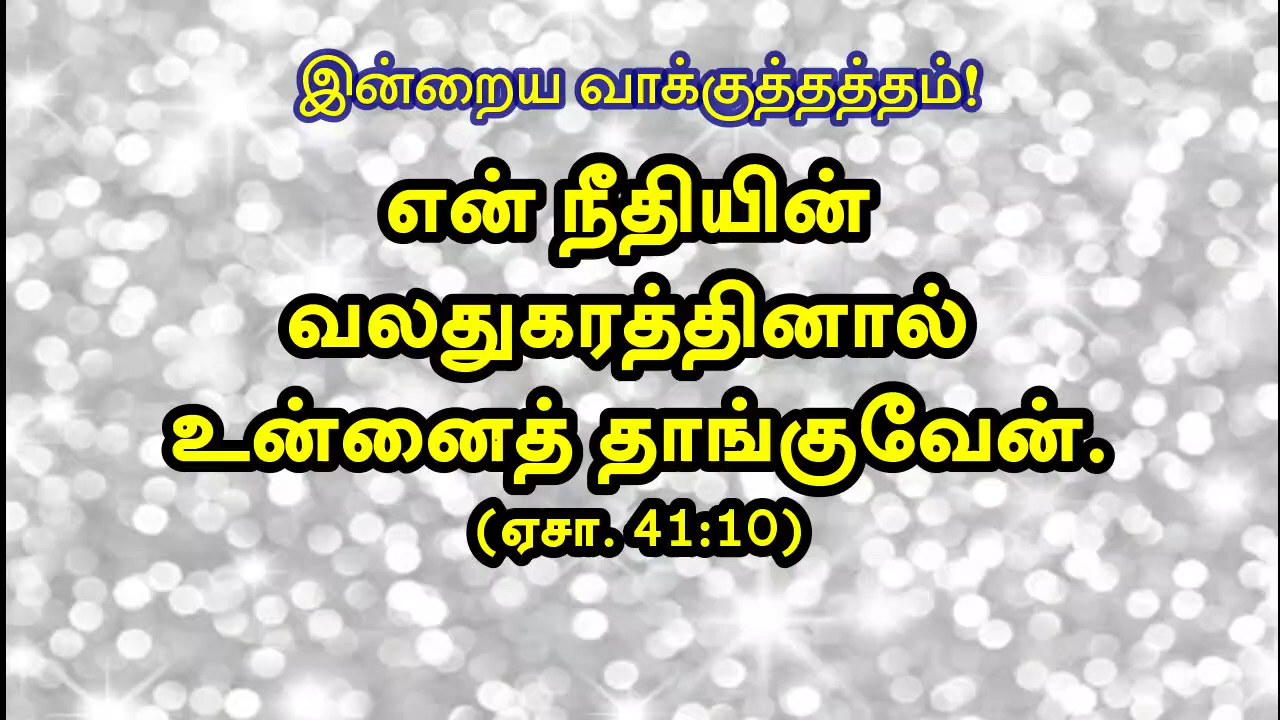 இன்றைய வாக்குத்தத்தம்!
என் நீதியின்
வலதுகரத்தினால்
உன்னைத் தாங்குவேன்.
(ஏசா. 41:10)